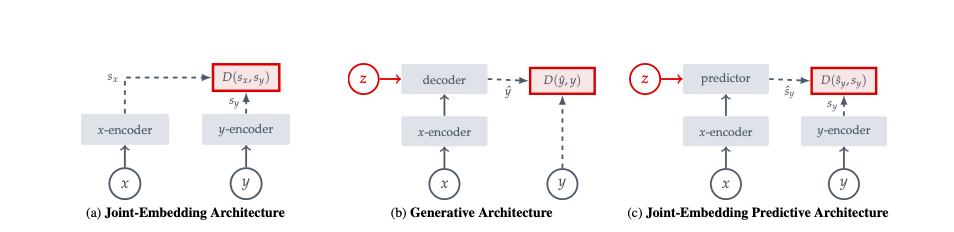 s_x
D(s_x, s_y)
s_y
x-encoder
y-encoder
x
y
(a) Joint-Embedding Architecture
z
decoder
ŷ
D(ŷ, y)
x-encoder
x
y
(b) Generative Architecture
z
predictor
ŝ_y
D(ŝ_y, s_y)
s_y
x-encoder
y-encoder
x
y
(c) Joint-Embedding Predictive Architecture